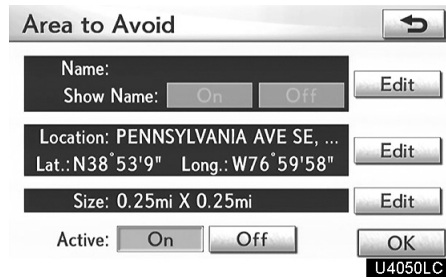 Area to Avoid
Name:
Show Name: On Off
Edit
Location: PENNSYLVANIA AVE SE, ...
Lat.:N38°53'9" Long.:W76°59'58"
Edit
Size: 0.25mi X 0.25mi
Edit
Active: On Off
OK
U4050LC